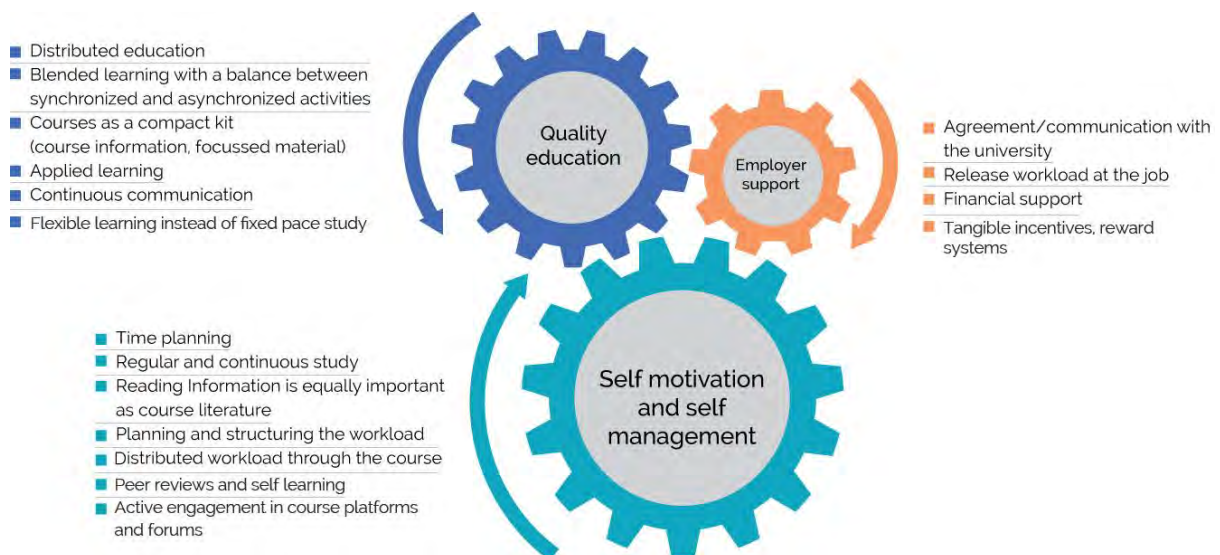 Distributed education
Blended learning with a balance between
synchronized and asynchronized activities
Courses as a compact kit
(course information, focussed material)
Applied learning
Continuous communication
Flexible learning instead of fixed pace study
Quality
education
Employer
support
Agreement/communication with
the university
Release workload at the job
Financial support
Tangible incentives, reward
systems
Time planning
Regular and continuous study
Reading Information is equally important
as course literature
Planning and structuring the workload
Distributed workload through the course
Peer reviews and self learning
Active engagement in course platforms
and forums
Self motivation
and self
management